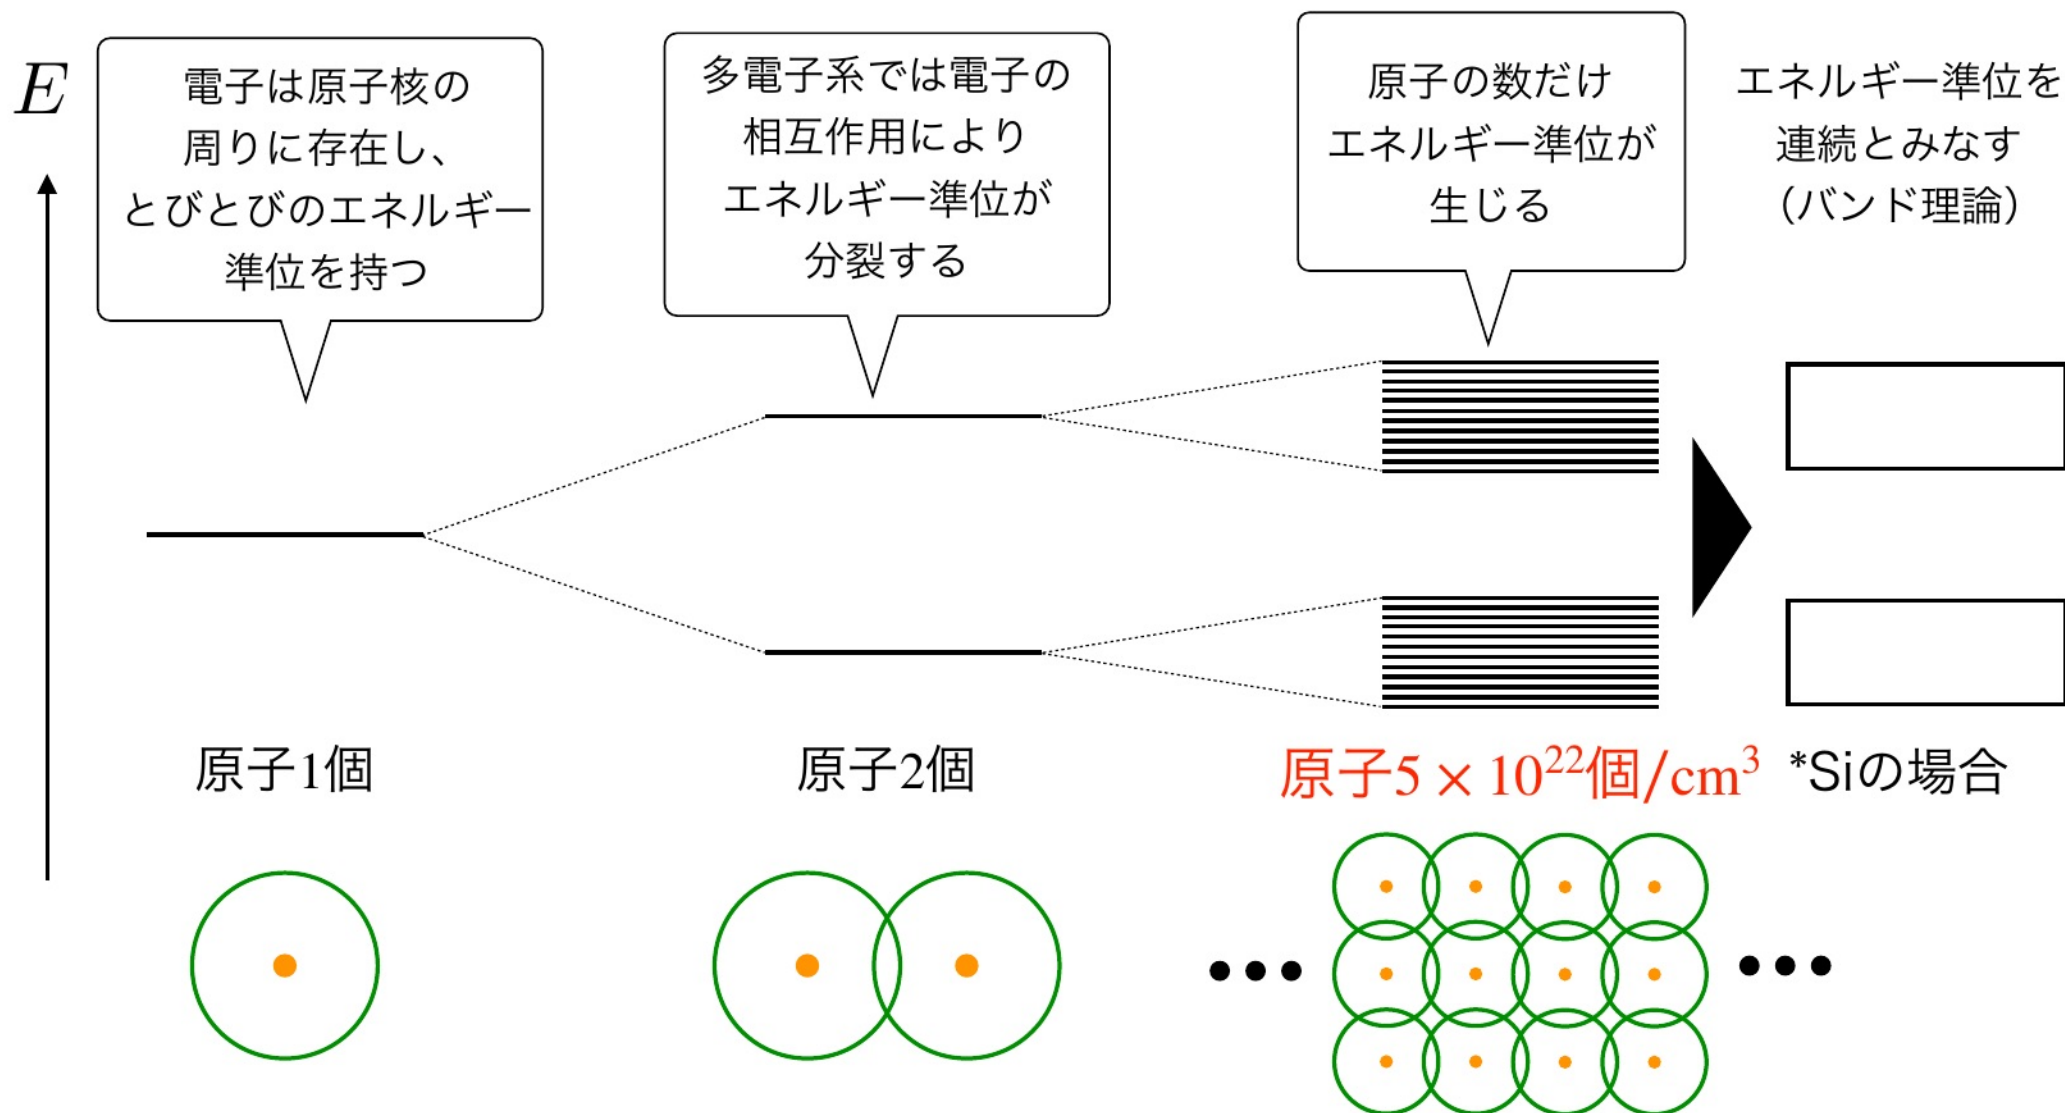 E
電子は原子核の
周りに存在し、
とびとびのエネルギー
準位を持つ
多電子系では電子の
相互作用により
エネルギー準位が
分裂する
原子の数だけ
エネルギー準位が
生じる
エネルギー準位を
連続とみなす
（バンド理論）
原子1個
原子2個
原子5 × 10²²個/cm³
*Siの場合